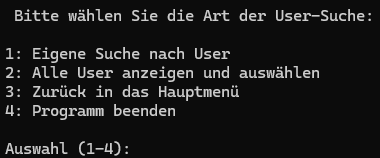 Bitte wählen Sie die Art der User-Suche:
1: Eigene Suche nach User
2: Alle User anzeigen und auswählen
3: Zurück in das Hauptmenü
4: Programm beenden
Auswahl (1-4):